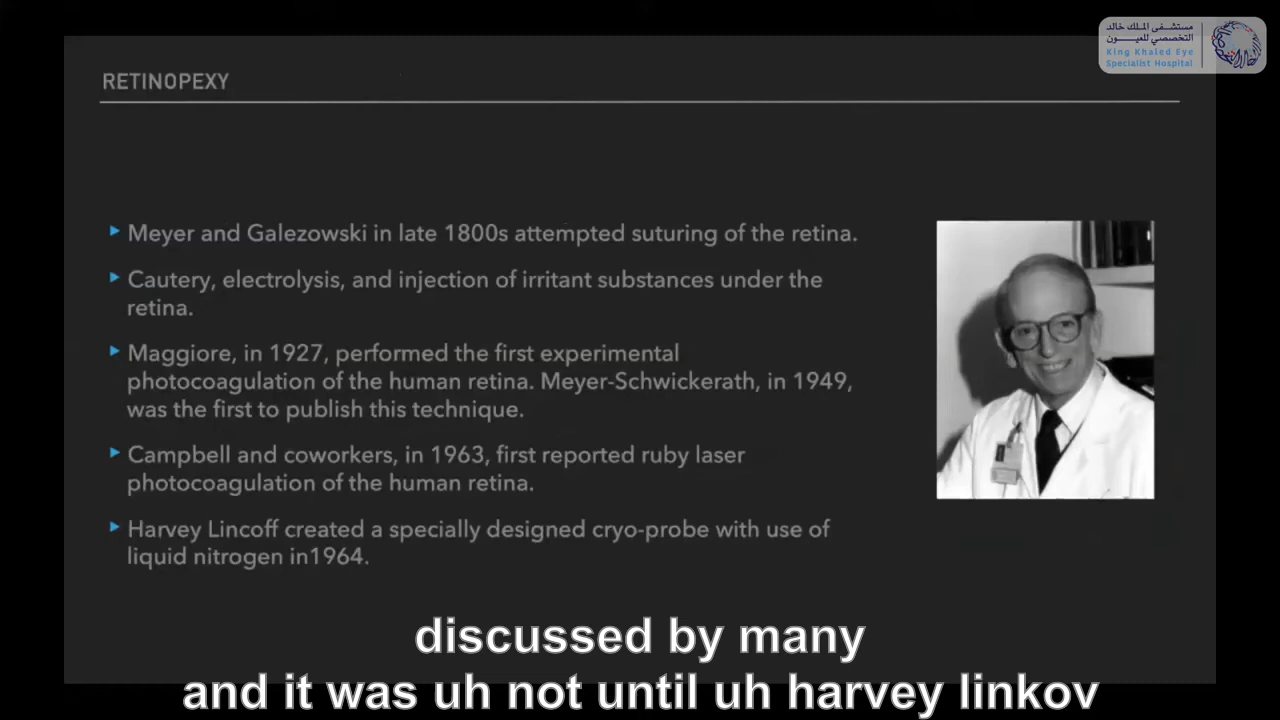 مستشفى الملك خالد
التخصصي للعيون
King Khaled Eye
Specialist Hospital
RETINOPEXY
Meyer and Galezowski in late 1800s attempted suturing of the retina.
Cautery, electrolysis, and injection of irritant substances under the
retina.
Maggiore, in 1927, performed the first experimental
photocoagulation of the human retina. Meyer-Schwickerath, in 1949,
was the first to publish this technique.
Campbell and coworkers, in 1963, first reported ruby laser
photocoagulation of the human retina.
Harvey Lincoff created a specially designed cryo-probe with use of
liquid nitrogen in1964.
discussed by many
and it was uh not until uh harvey linkov